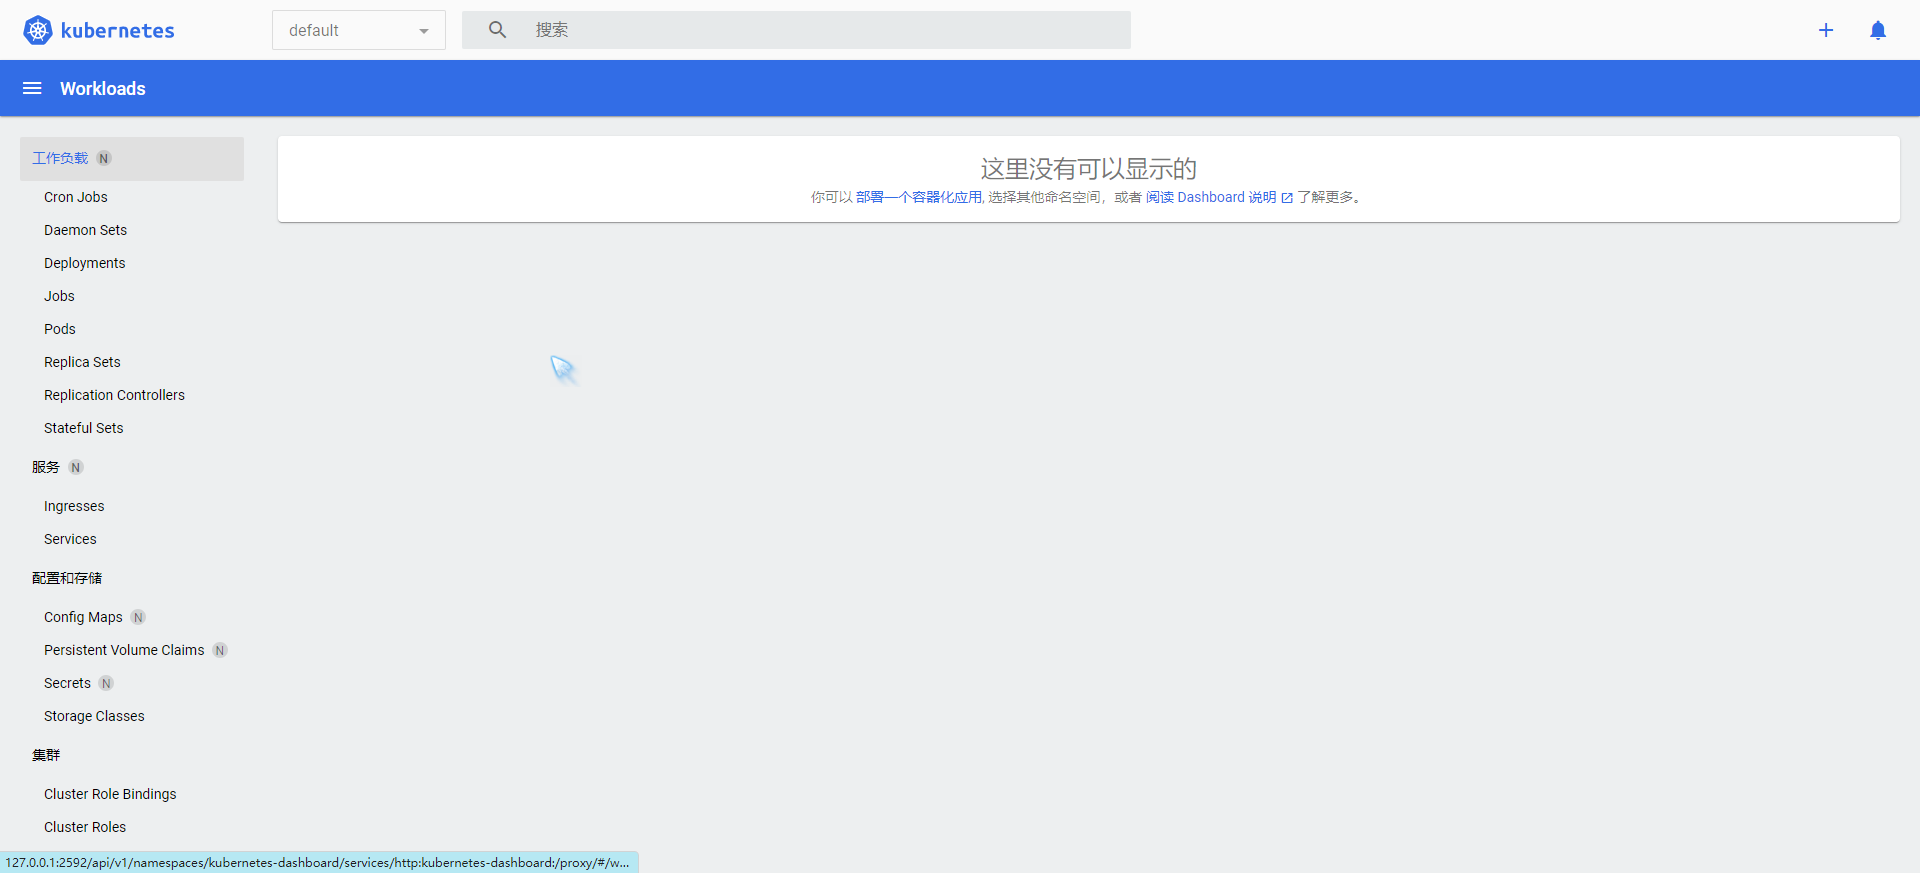 kubernetes
default
搜索
Workloads
工作负载 N
Cron Jobs
Daemon Sets
Deployments
Jobs
Pods
Replica Sets
Replication Controllers
Stateful Sets
服务 N
Ingresses
Services
配置和存储
Config Maps N
Persistent Volume Claims N
Secrets N
Storage Classes
集群
Cluster Role Bindings
Cluster Roles
这里没有可以显示的
你可以 部署一个容器化应用, 选择其他命名空间，或者 阅读 Dashboard 说明 了解更多。
127.0.0.1:2592/api/v1/namespaces/kubernetes-dashboard/services/http:kubernetes-dashboard:/proxy/#/w...